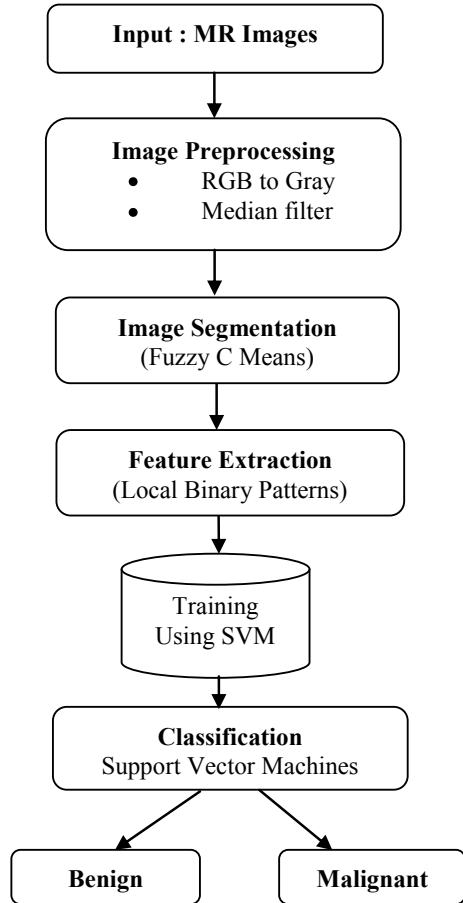 Input : MR Images
Image Preprocessing
• RGB to Gray
• Median filter
Image Segmentation
(Fuzzy C Means)
Feature Extraction
(Local Binary Patterns)
Training
Using SVM
Classification
Support Vector Machines
Benign
Malignant